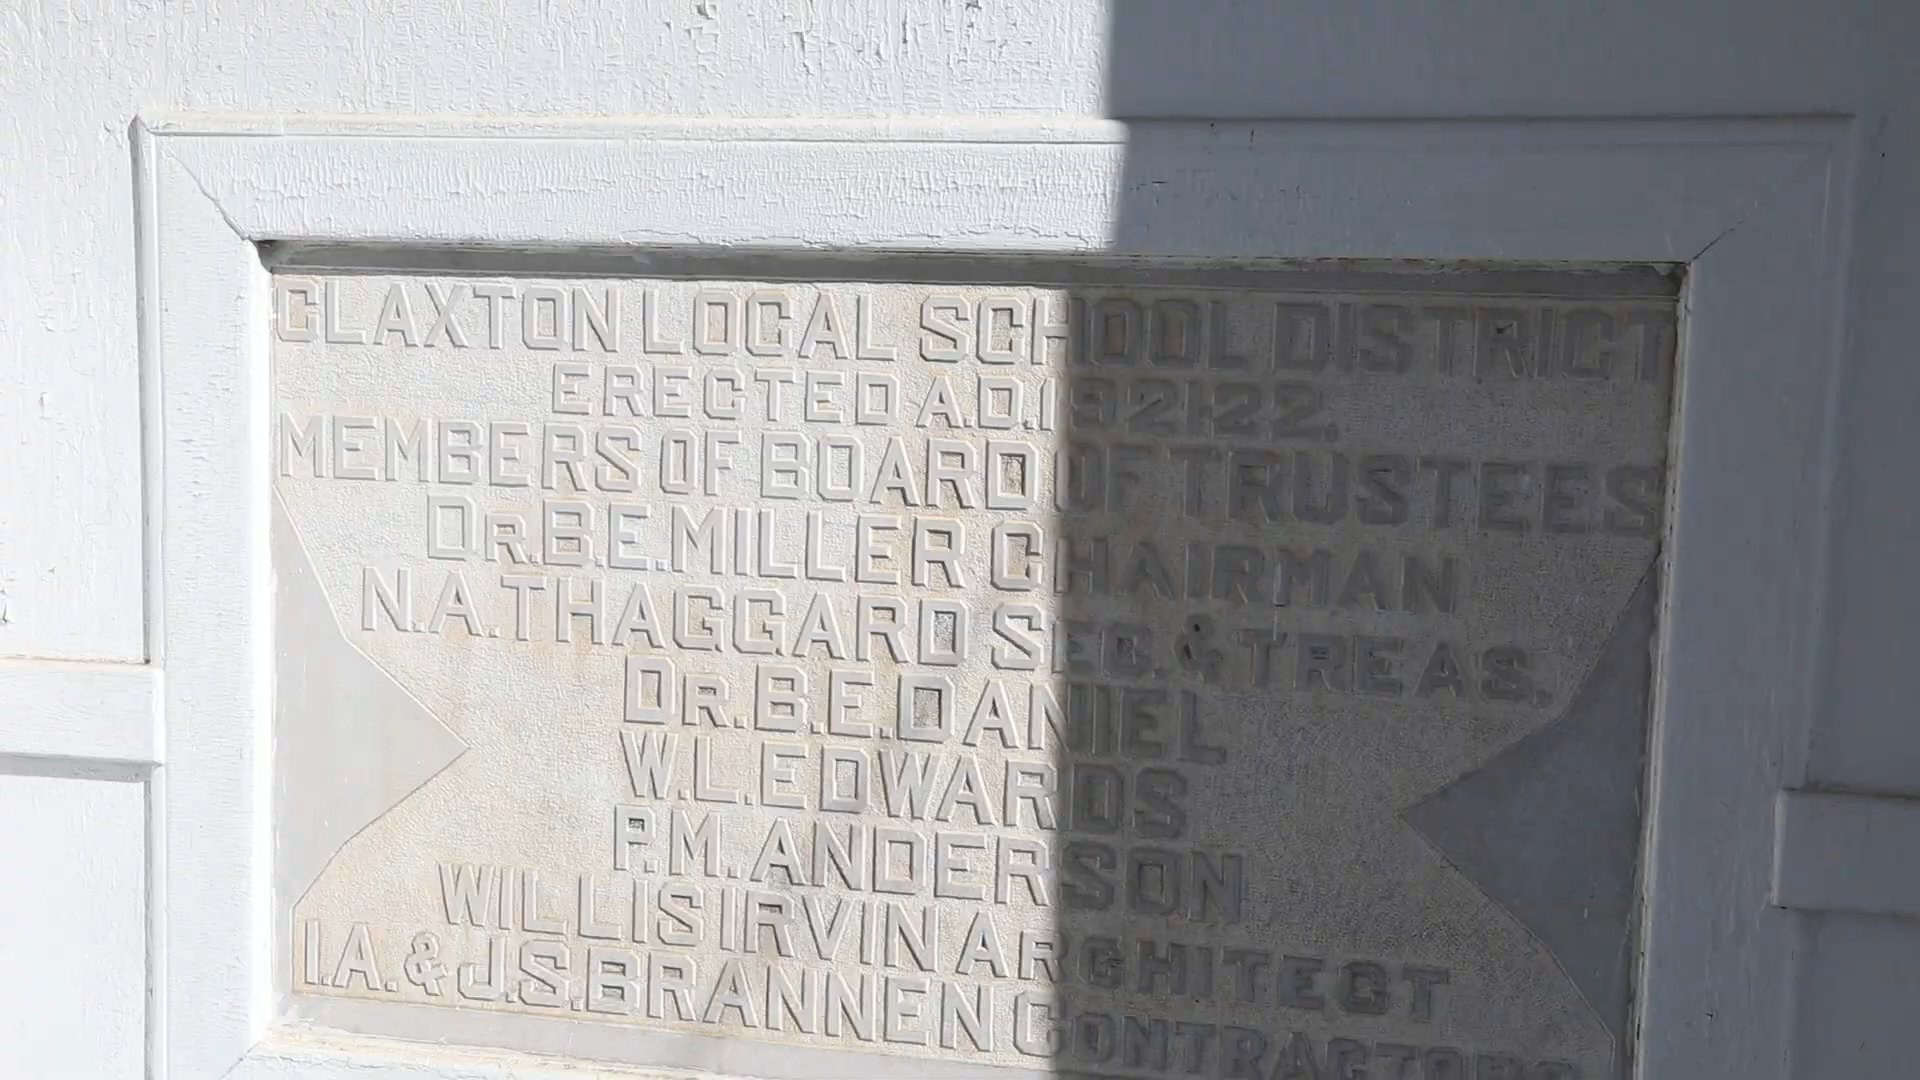 CLAXTON LOCAL SCHOOL DISTRICT
ERECTED A.D. 1921-22.
MEMBERS OF BOARD OF TRUSTEES
DR. B.E. MILLER CHAIRMAN
N.A. THAGGARD SEC. & TREAS.
DR. B.E. DANIEL
W.L. EDWARDS
P.M. ANDERSON
WILLIS IRVIN ARCHITECT
I.A. & J.S. BRANNEN CONTRACTORS